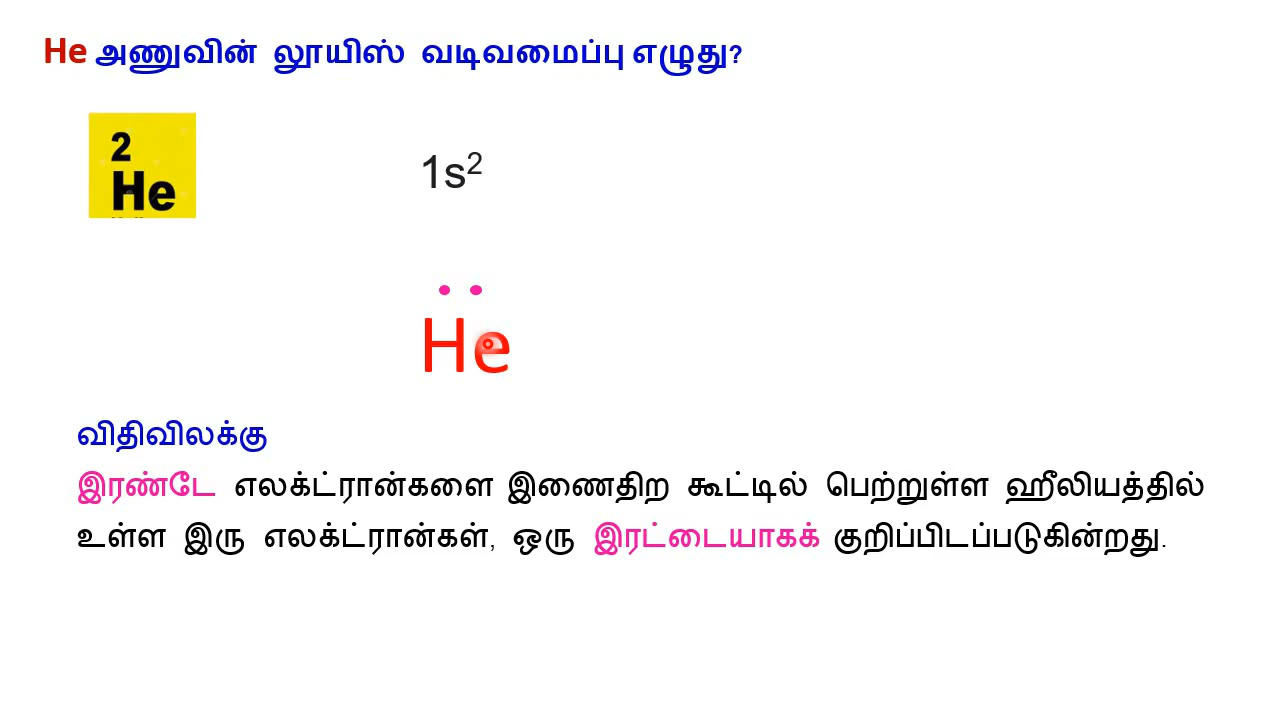 He அணுவின் லூயிஸ் வடிவமைப்பு எழுது?
2
He
1s²
He
விதிவிலக்கு
இரண்டே எலக்ட்ரான்களை இணைதிற கூட்டில் பெற்றுள்ள ஹீலியத்தில்
உள்ள இரு எலக்ட்ரான்கள், ஒரு இரட்டையாகக் குறிப்பிடப்படுகின்றது.